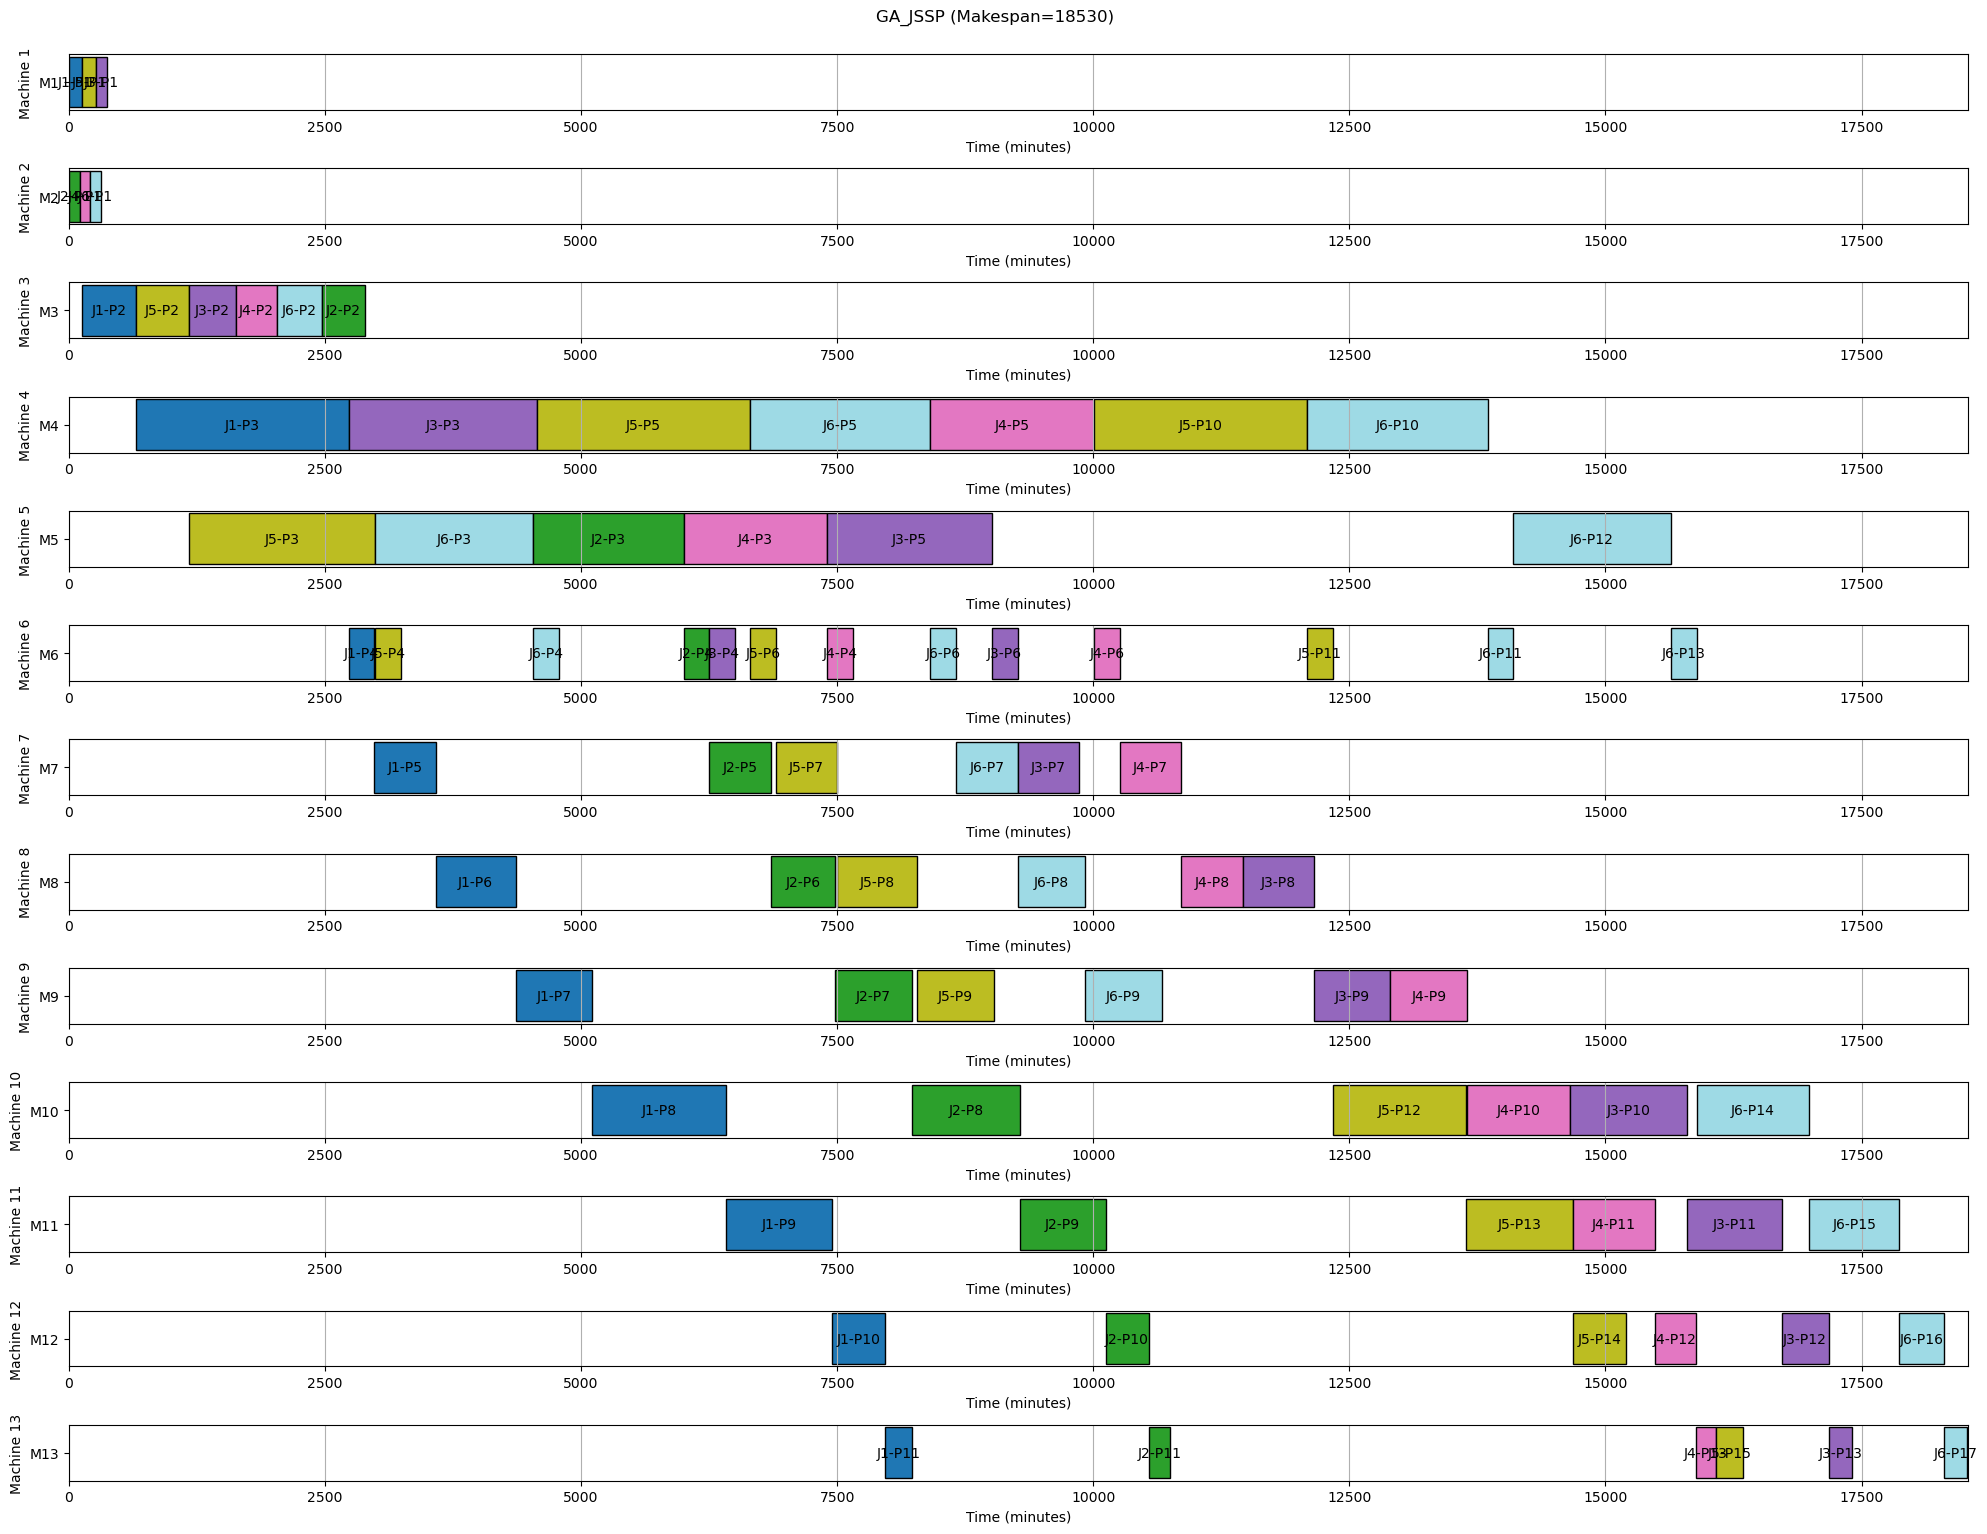 GA_JSSP (Makespan=18530)
Machine 1
M1
J1-P1 J5-P1 J3-P1
0 2500 5000 7500 10000 12500 15000 17500
Time (minutes)
Machine 2
M2
J2-P1 J4-P1 J6-P1
0 2500 5000 7500 10000 12500 15000 17500
Time (minutes)
Machine 3
M3
J1-P2 J5-P2 J3-P2 J4-P2 J6-P2 J2-P2
0 2500 5000 7500 10000 12500 15000 17500
Time (minutes)
Machine 4
M4
J1-P3 J3-P3 J5-P5 J6-P5 J4-P5 J5-P10 J6-P10
0 2500 5000 7500 10000 12500 15000 17500
Time (minutes)
Machine 5
M5
J5-P3 J6-P3 J2-P3 J4-P3 J3-P5 J6-P12
0 2500 5000 7500 10000 12500 15000 17500
Time (minutes)
Machine 6
M6
J1-P4 J5-P4 J6-P4 J2-P4 J3-P4 J5-P6 J4-P4 J6-P6 J3-P6 J4-P6 J5-P11 J6-P11 J6-P13
0 2500 5000 7500 10000 12500 15000 17500
Time (minutes)
Machine 7
M7
J1-P5 J2-P5 J5-P7 J6-P7 J3-P7 J4-P7
0 2500 5000 7500 10000 12500 15000 17500
Time (minutes)
Machine 8
M8
J1-P6 J2-P6 J5-P8 J6-P8 J4-P8 J3-P8
0 2500 5000 7500 10000 12500 15000 17500
Time (minutes)
Machine 9
M9
J1-P7 J2-P7 J5-P9 J6-P9 J3-P9 J4-P9
0 2500 5000 7500 10000 12500 15000 17500
Time (minutes)
Machine 10
M10
J1-P8 J2-P8 J5-P12 J4-P10 J3-P10 J6-P14
0 2500 5000 7500 10000 12500 15000 17500
Time (minutes)
Machine 11
M11
J1-P9 J2-P9 J5-P13 J4-P11 J3-P11 J6-P15
0 2500 5000 7500 10000 12500 15000 17500
Time (minutes)
Machine 12
M12
J1-P10 J2-P10 J5-P14 J4-P12 J3-P12 J6-P16
0 2500 5000 7500 10000 12500 15000 17500
Time (minutes)
Machine 13
M13
J1-P11 J2-P11 J4-P13 J5-P15 J3-P13 J6-P17
0 2500 5000 7500 10000 12500 15000 17500
Time (minutes)